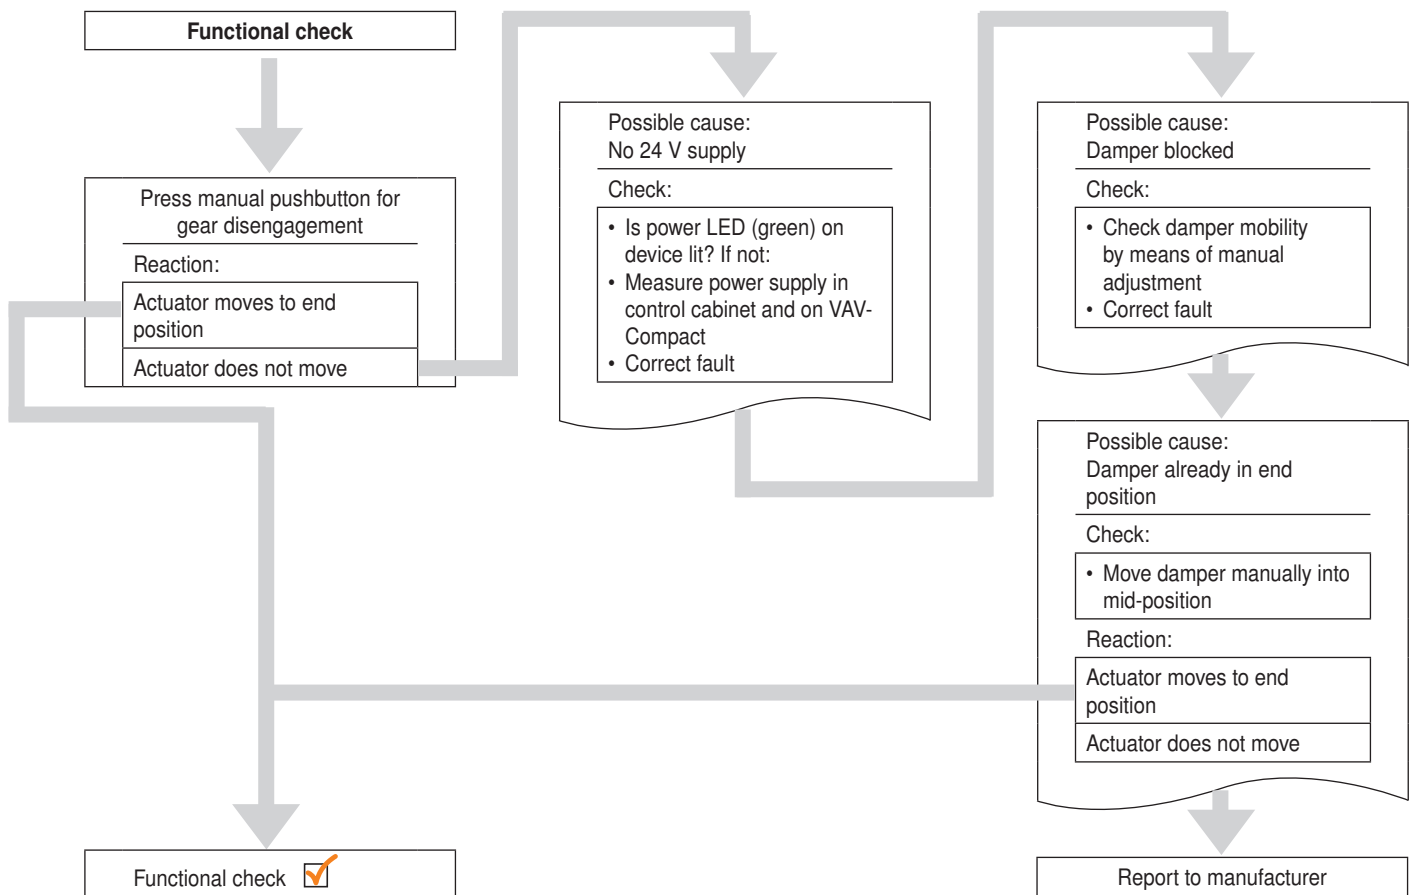 Functional check
Press manual pushbutton for
gear disengagement
Reaction:
Actuator moves to end
position
Actuator does not move
Possible cause:
No 24 V supply
Check:
• Is power LED (green) on
device lit? If not:
• Measure power supply in
control cabinet and on VAV-
Compact
• Correct fault
Possible cause:
Damper blocked
Check:
• Check damper mobility
by means of manual
adjustment
• Correct fault
Possible cause:
Damper already in end
position
Check:
• Move damper manually into
mid-position
Reaction:
Actuator moves to end
position
Actuator does not move
Functional check
Report to manufacturer